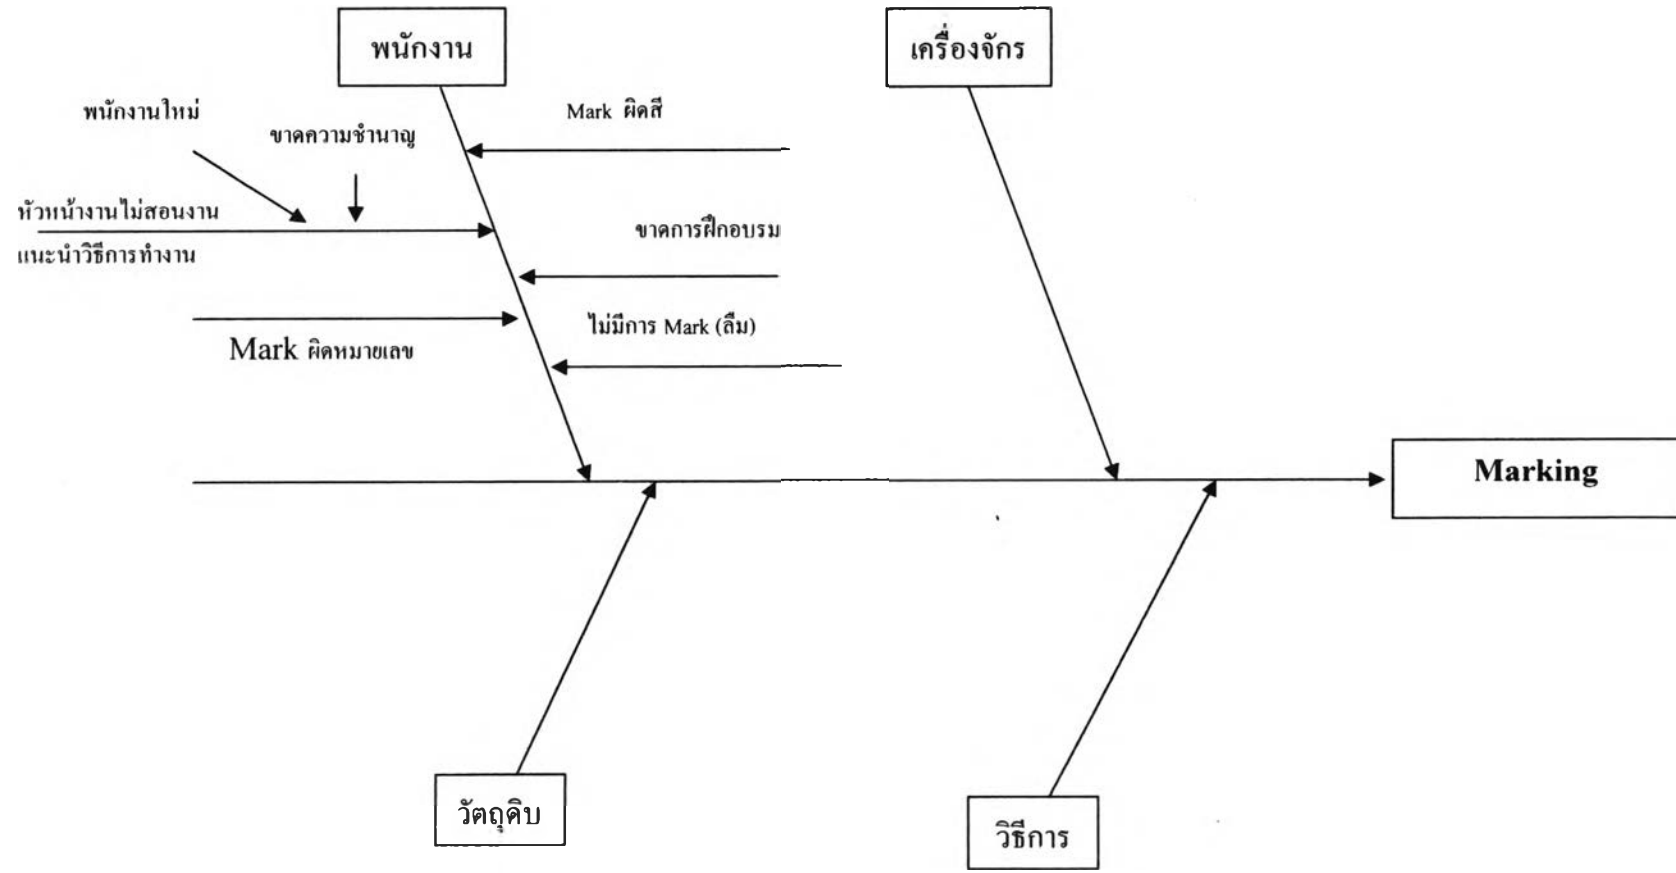 พนักงาน
เครื่องจักร
พนักงานใหม่
Mark ผิดสี
ขาดความชำนาญ
หัวหน้างานไม่สอนงาน
ขาดการฝึกอบรม
แนะนำวิธีการทำงาน
ไม่มีการ Mark (ลืม)
Mark ผิดหมายเลข
Marking
วัตถุดิบ
วิธีการ